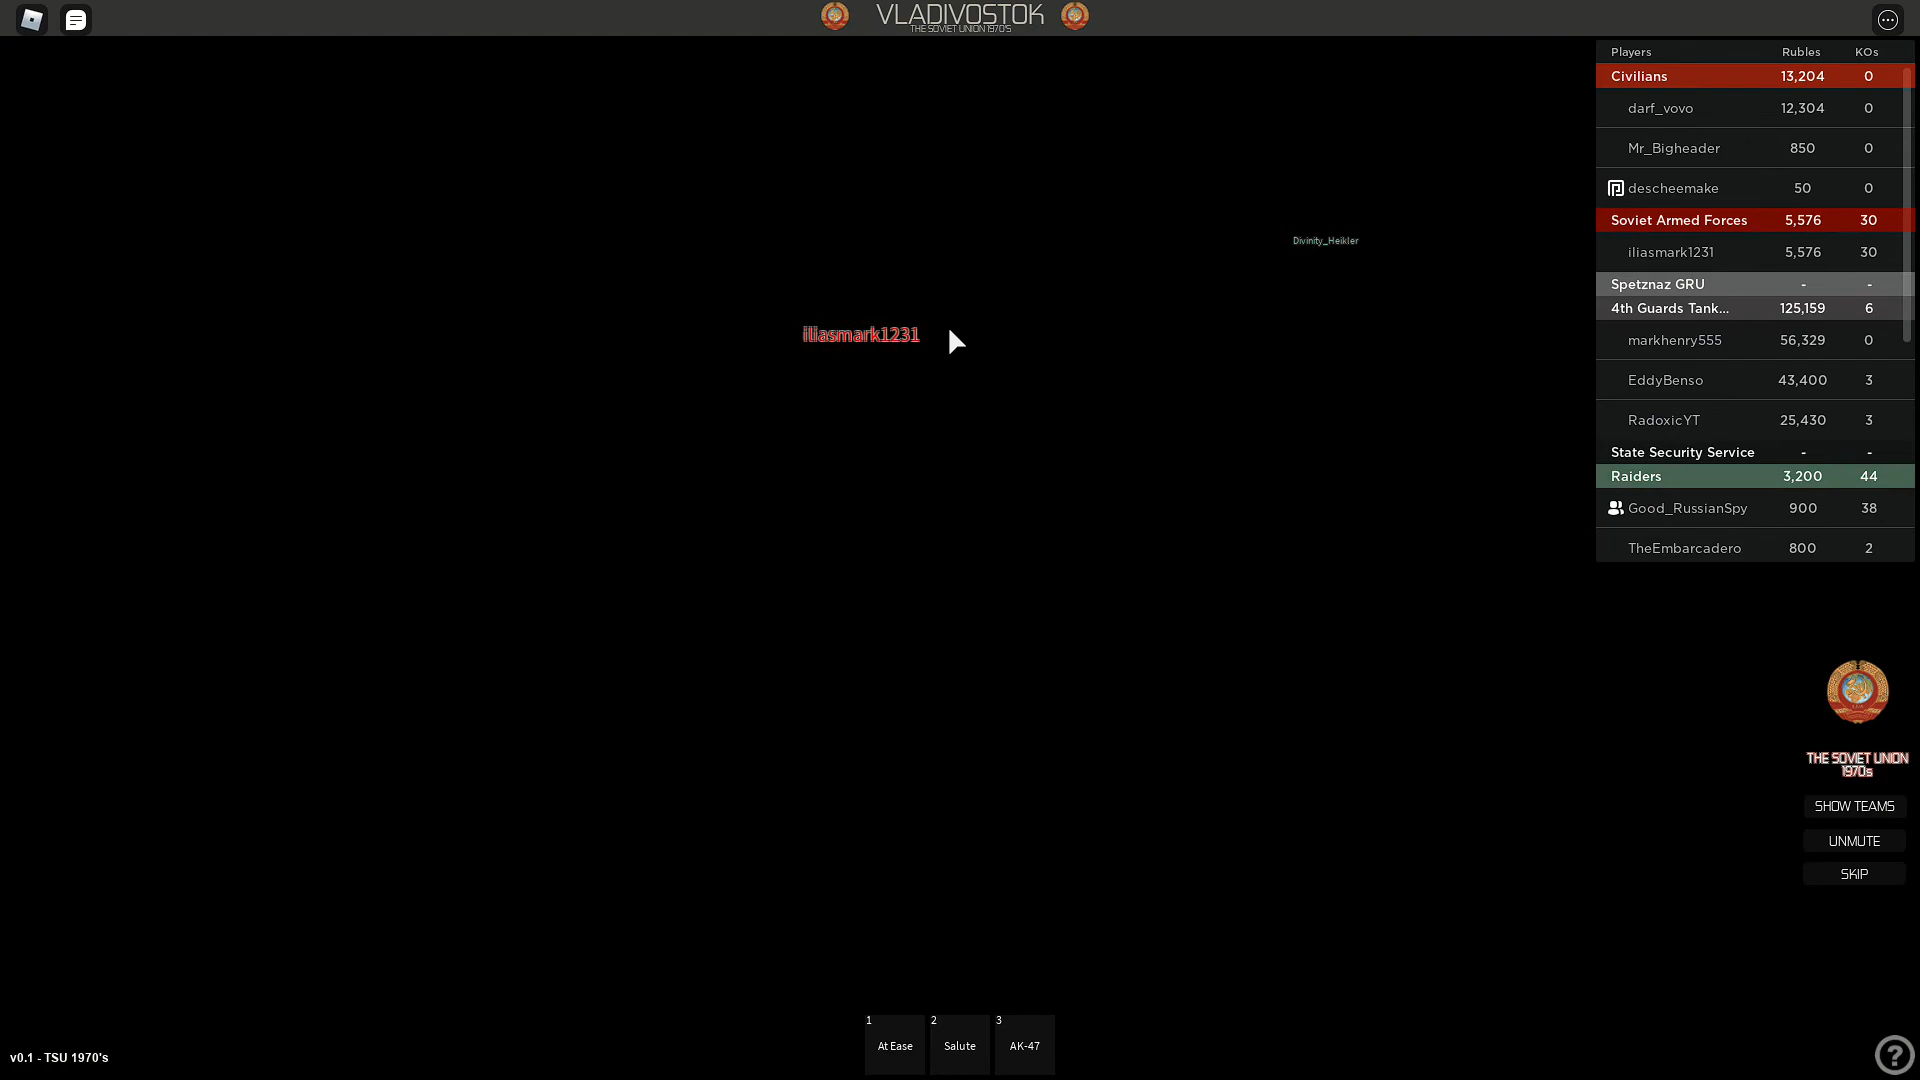 VLADIVOSTOK
THE SOVIET UNION 1970'S
Players Rubles KOs
Civilians 13,204 0
darf_vovo 12,304 0
Mr_Bigheader 850 0
descheemake 50 0
Soviet Armed Forces 5,576 30
iliasmark1231 5,576 30
Spetznaz GRU - -
4th Guards Tank... 125,159 6
markhenry555 56,329 0
EddyBenso 43,400 3
RadoxicYT 25,430 3
State Security Service - -
Raiders 3,200 44
Good_RussianSpy 900 38
TheEmbarcadero 800 2
Divinity_Heikler
iliasmark1231
THE SOVIET UNION
1970s
SHOW TEAMS
UNMUTE
SKIP
1 2 3
At Ease Salute AK-47
v0.1 - TSU 1970's
?